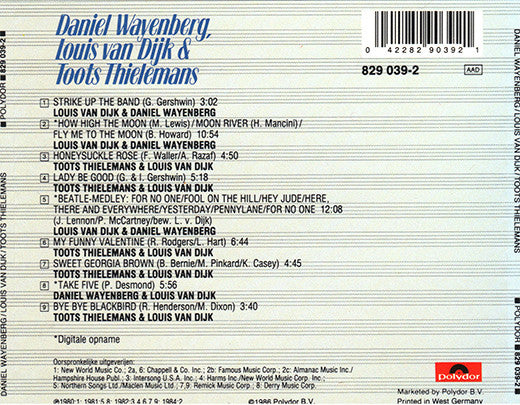 Daniel Wayenberg,
Louis van Dijk &
Toots Thielemans
0 42282 90392 1
829 039-2 AAD
1 STRIKE UP THE BAND (G. Gershwin) 3:02
LOUIS VAN DIJK & DANIEL WAYENBERG
2 *HOW HIGH THE MOON (M. Lewis)/MOON RIVER (H. Mancini)/
FLY ME TO THE MOON (B. Howard) 10:54
LOUIS VAN DIJK & DANIEL WAYENBERG
3 HONEYSUCKLE ROSE (F. Waller/A. Razaf) 4:50
TOOTS THIELEMANS & LOUIS VAN DIJK
4 LADY BE GOOD (G. & I. Gershwin) 5:18
TOOTS THIELEMANS & LOUIS VAN DIJK
5 *BEATLE-MEDLEY: FOR NO ONE/FOOL ON THE HILL/HEY JUDE/HERE,
THERE AND EVERYWHERE/YESTERDAY/PENNYLANE/FOR NO ONE 12:08
(J. Lennon/P. McCartney/bew. L. v. Dijk)
LOUIS VAN DIJK & DANIEL WAYENBERG
6 MY FUNNY VALENTINE (R. Rodgers/L. Hart) 6:44
TOOTS THIELEMANS & LOUIS VAN DIJK
7 SWEET GEORGIA BROWN (B. Bernie/M. Pinkard/K. Casey) 4:45
TOOTS THIELEMANS & LOUIS VAN DIJK
8 *TAKE FIVE (P. Desmond) 5:56
DANIEL WAYENBERG & LOUIS VAN DIJK
9 BYE BYE BLACKBIRD (R. Henderson/M. Dixon) 3:40
TOOTS THIELEMANS & LOUIS VAN DIJK
*Digitale opname
Oorspronkelijke uitgeverijen:
1: New World Music Co.; 2a, 6: Chappell & Co. Inc.; 2b: Famous Music Corp.; 2c: Almanac Music Inc./
Hampshire House Publ.; 3: Intersong U.S.A. Inc.; 4: Harms Inc./New World Music Corp.;
5: Northern Songs Ltd./Maclen Music Ltd.; 7,9: Remick Music Corp.; 8: Derry Music Corp.
℗1980:1; 1981:5,8; 1982:3,4,6,7,9; 1984:2
©1986 Polydor B.V.
polydor
Marketed by Polydor B.V.
Printed in West Germany
DANIEL WAYENBERG / LOUIS VAN DIJK / TOOTS THIELEMANS POLYDOR 829 039-2
DANIEL WAYENBERG / LOUIS VAN DIJK / TOOTS THIELEMANS POLYDOR 829 039-2